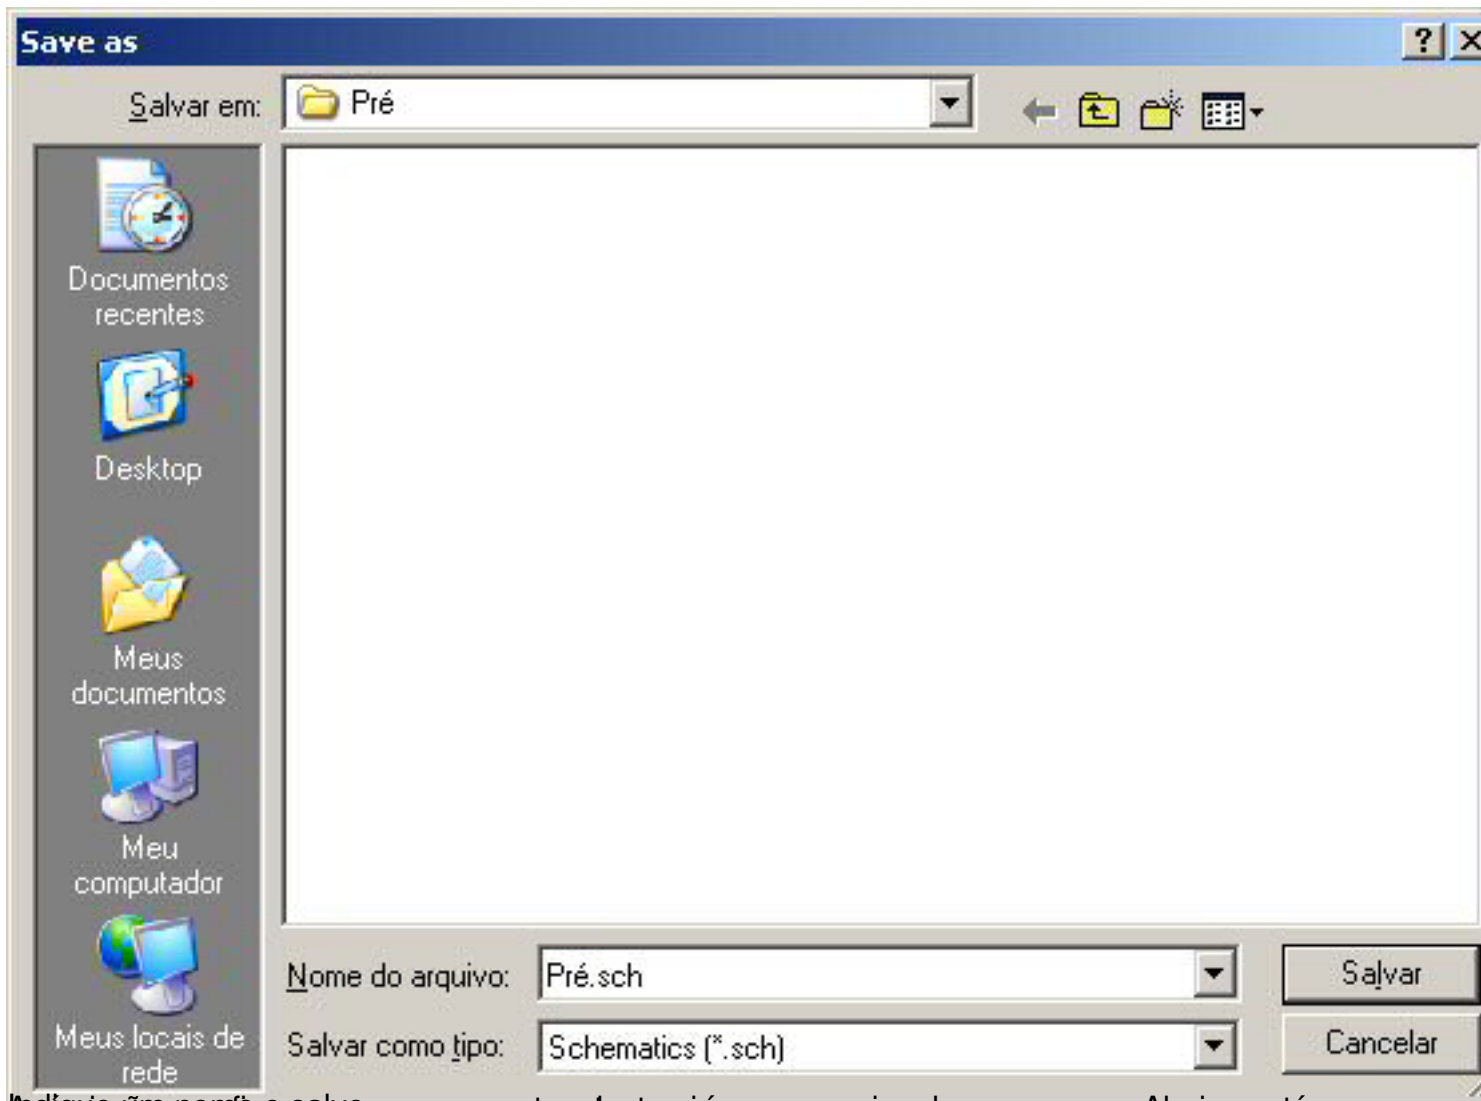 Save as
Salvar em:
Pré
Documentos
recentes
Desktop
Meus
documentos
Meu
computador
Meus locais de
rede
Nome do arquivo:
Pré.sch
Salvar
Salvar como tipo:
Schematics (*.sch)
Cancelar